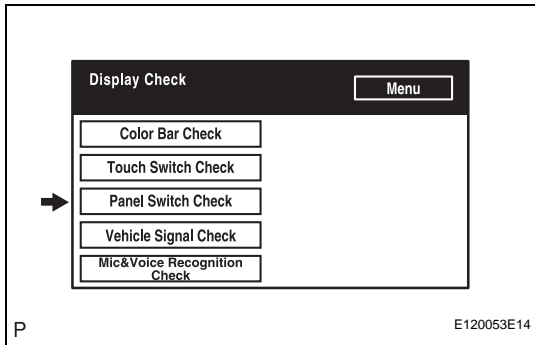 Display Check
Menu
Color Bar Check
Touch Switch Check
Panel Switch Check
Vehicle Signal Check
Mic&Voice Recognition
Check
P
E120053E14